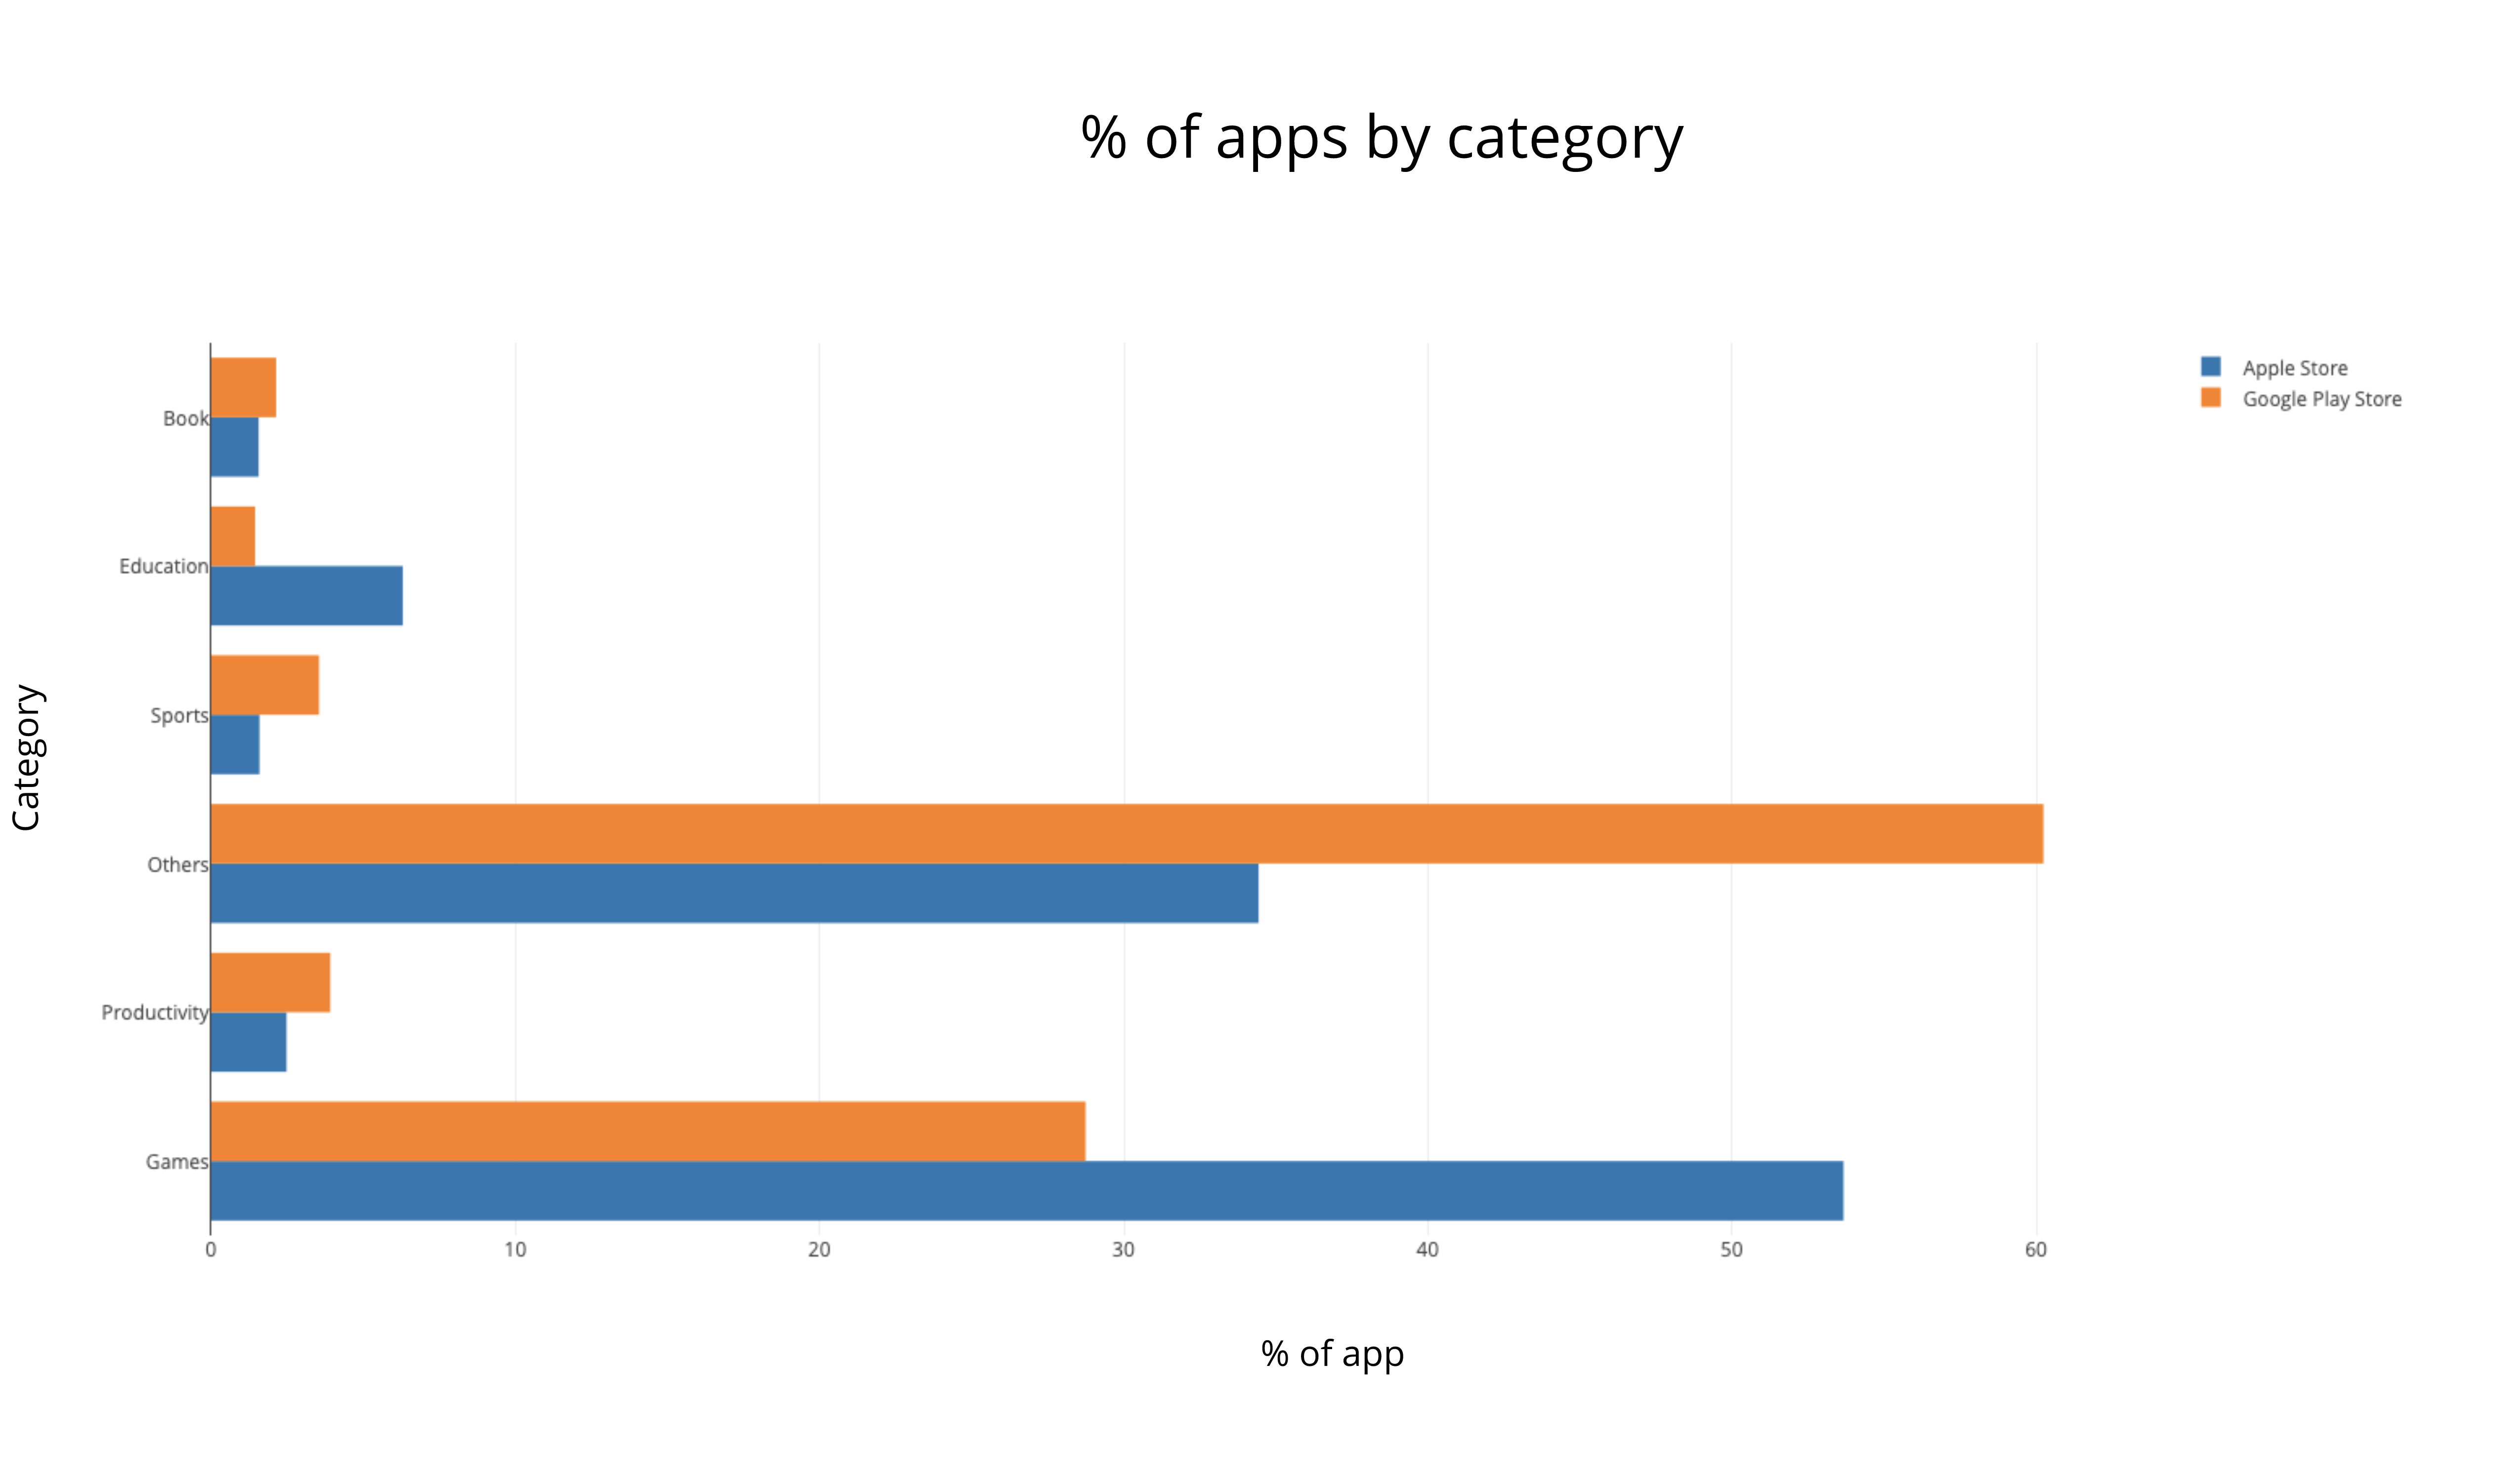 % of apps by category
Apple Store
Google Play Store
Category
Book
Education
Sports
Others
Productivity
Games
0 10 20 30 40 50 60
% of app